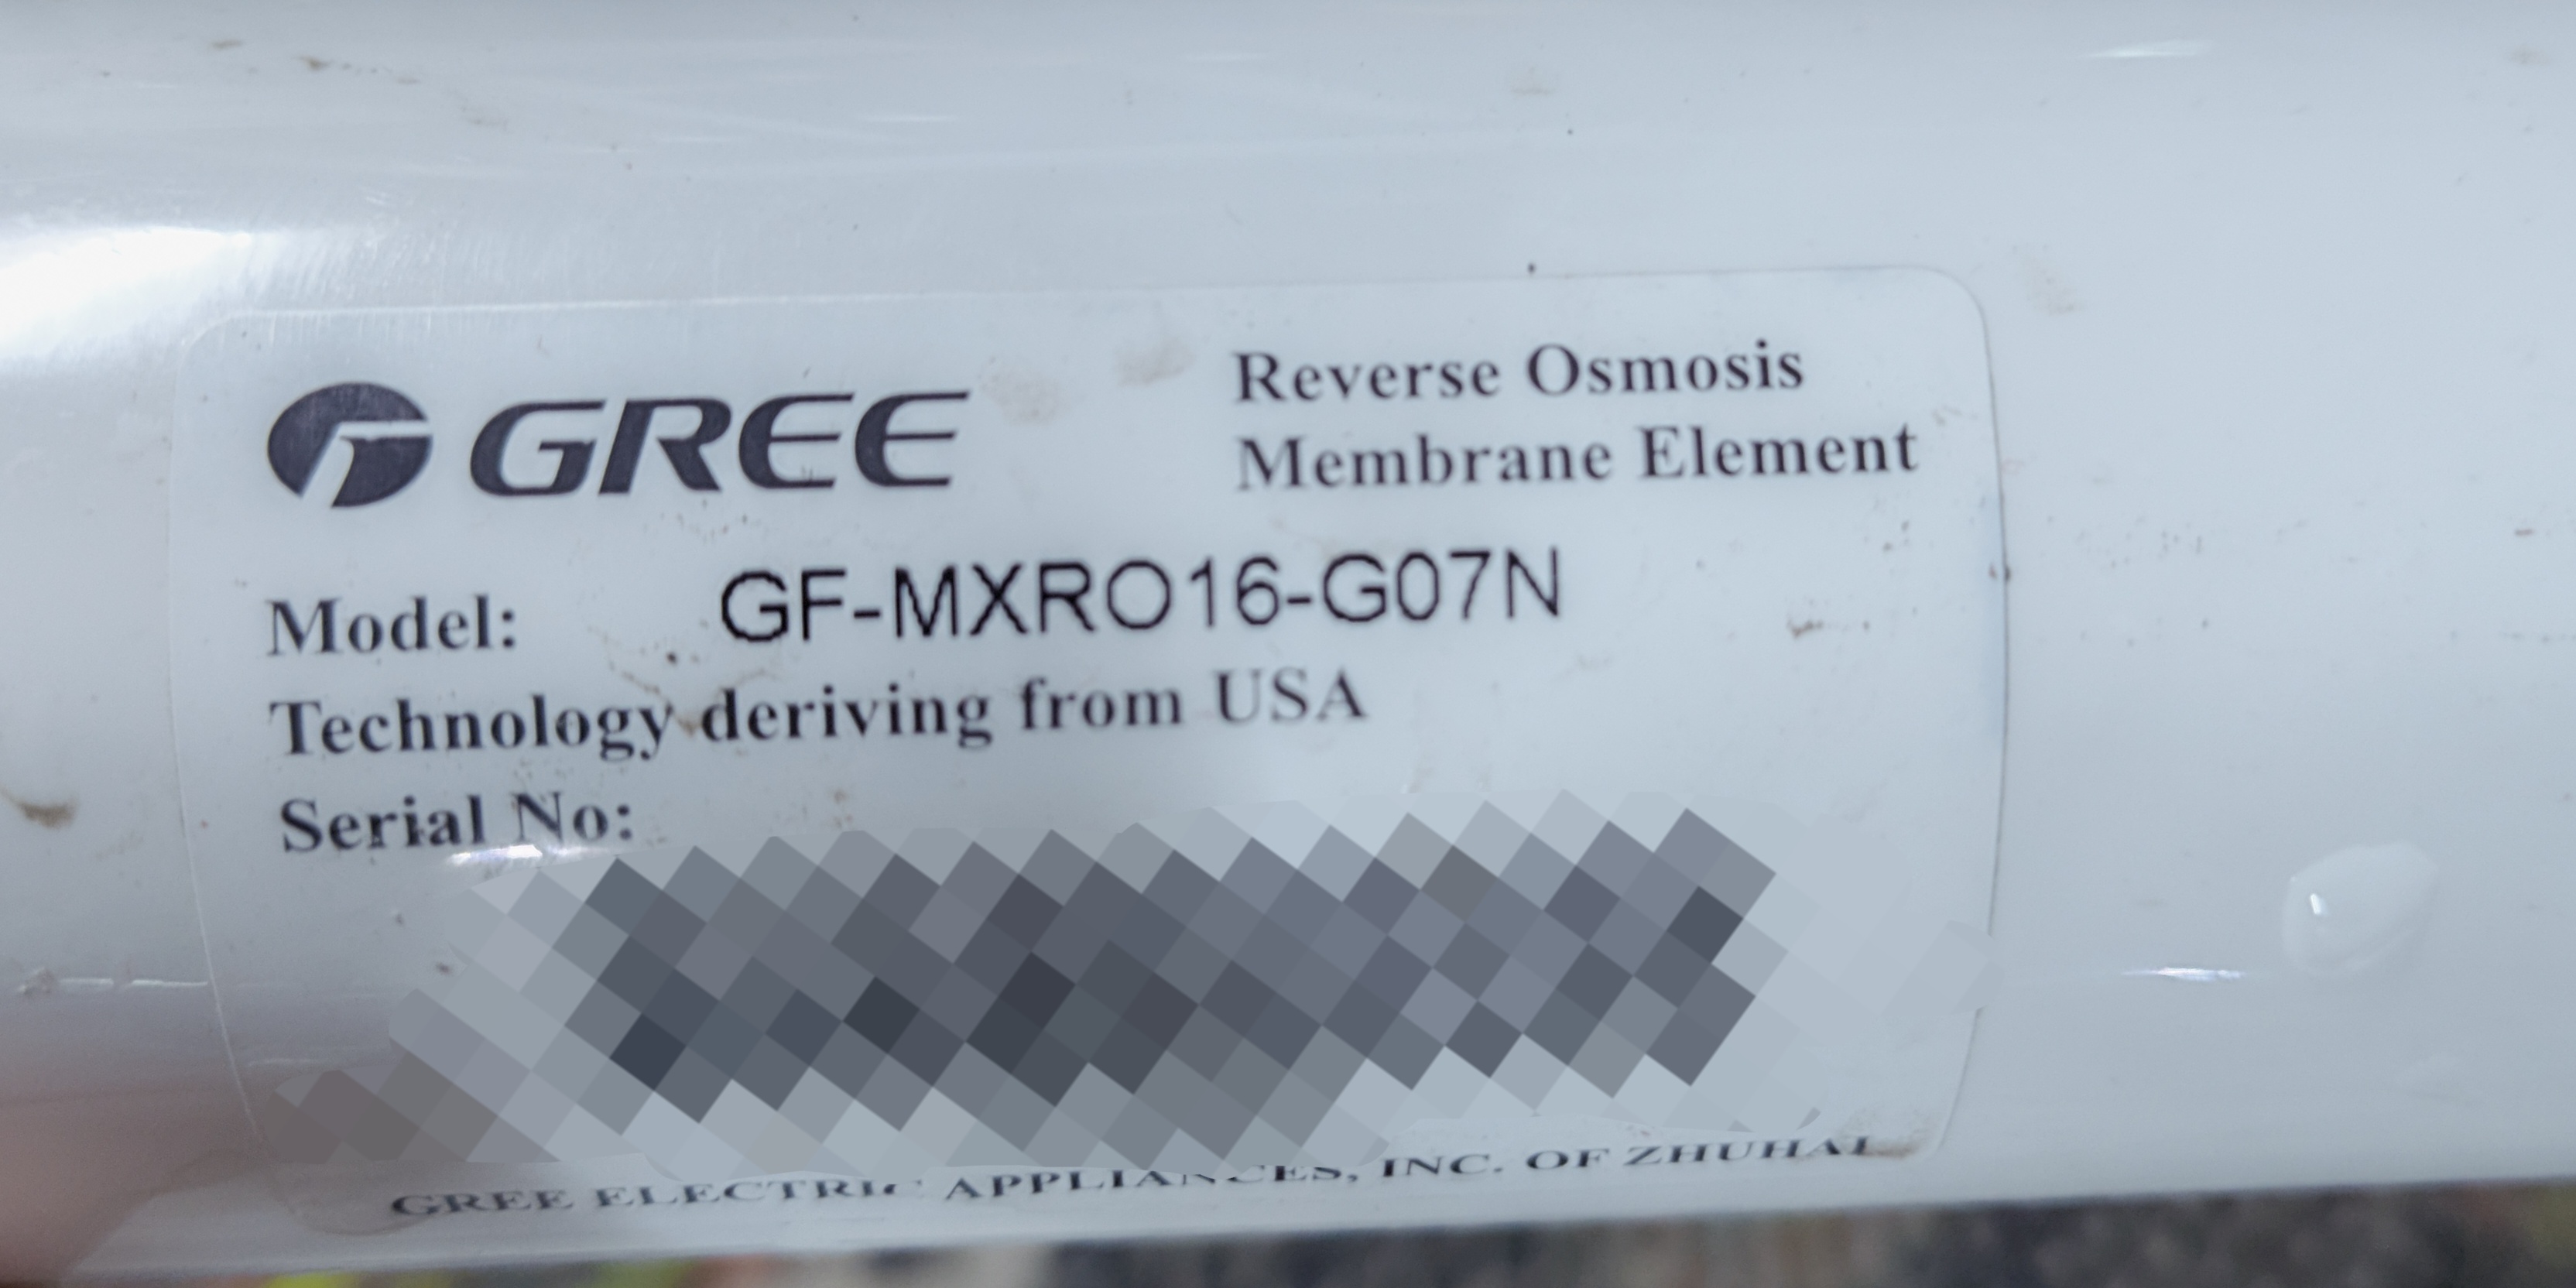 GREE
Reverse Osmosis
Membrane Element
Model: GF-MXRO16-G07N
Technology deriving from USA
Serial No:
GREE ELECTRIC APPLIANCES, INC. OF ZHUHAI